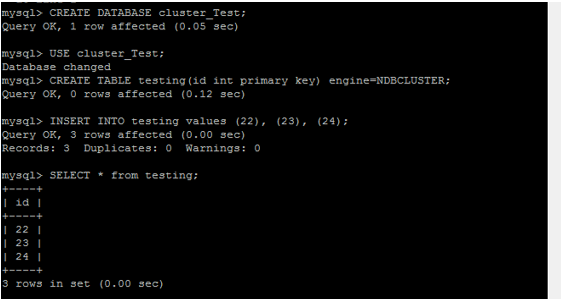 mysql> CREATE DATABASE cluster_Test;
Query OK, 1 row affected (0.05 sec)
mysql> USE cluster_Test;
Database changed
mysql> CREATE TABLE testing(id int primary key) engine=NDBCLUSTER;
Query OK, 0 rows affected (0.12 sec)
mysql> INSERT INTO testing values (22), (23), (24);
Query OK, 3 rows affected (0.00 sec)
Records: 3  Duplicates: 0  Warnings: 0
mysql> SELECT * from testing;
+----+
| id |
+----+
| 22 |
| 23 |
| 24 |
+----+
3 rows in set (0.00 sec)